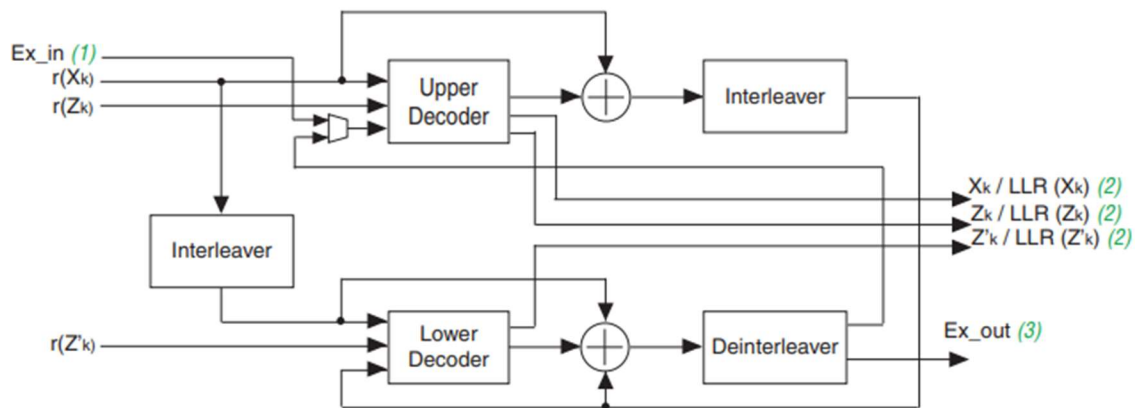 Ex_in (1)
r(Xk)
r(Zk)
Upper
Decoder
Interleaver
Xk / LLR (Xk) (2)
Zk / LLR (Zk) (2)
Z'k / LLR (Z'k) (2)
Interleaver
r(Z'k)
Lower
Decoder
Deinterleaver
Ex_out (3)